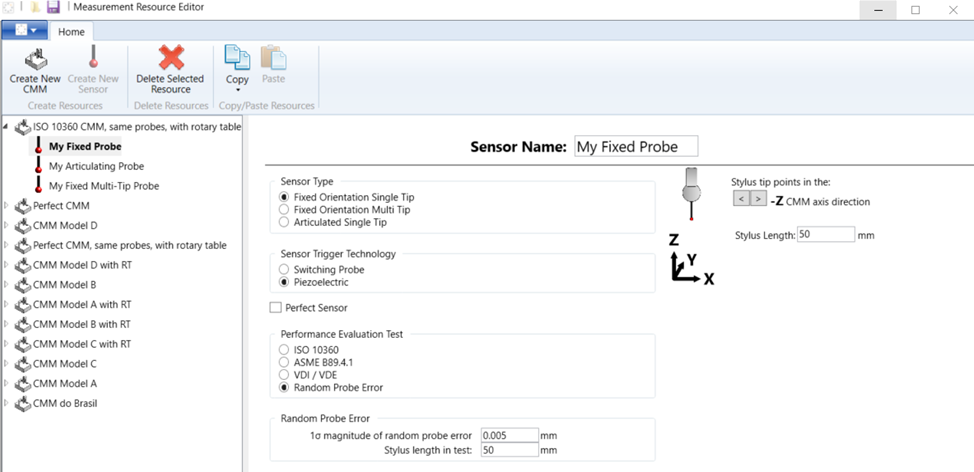 Measurement Resource Editor
Home
Create New CMM
Create New Sensor
Delete Selected Resource
Copy
Paste
Create Resources
Delete Resources
Copy/Paste Resources
ISO 10360 CMM, same probes, with rotary table
My Fixed Probe
My Articulating Probe
My Fixed Multi-Tip Probe
Perfect CMM
CMM Model D
Perfect CMM, same probes, with rotary table
CMM Model D with RT
CMM Model B
CMM Model A with RT
CMM Model B with RT
CMM Model C with RT
CMM Model C
CMM Model A
CMM do Brasil
Sensor Name: My Fixed Probe
Sensor Type
Fixed Orientation Single Tip
Fixed Orientation Multi Tip
Articulated Single Tip
Sensor Trigger Technology
Switching Probe
Piezoelectric
Perfect Sensor
Performance Evaluation Test
ISO 10360
ASME B89.4.1
VDI / VDE
Random Probe Error
Random Probe Error
1σ magnitude of random probe error 0.005 mm
Stylus length in test: 50 mm
Z
Y
X
Stylus tip points in the:
< > -Z CMM axis direction
Stylus Length: 50 mm